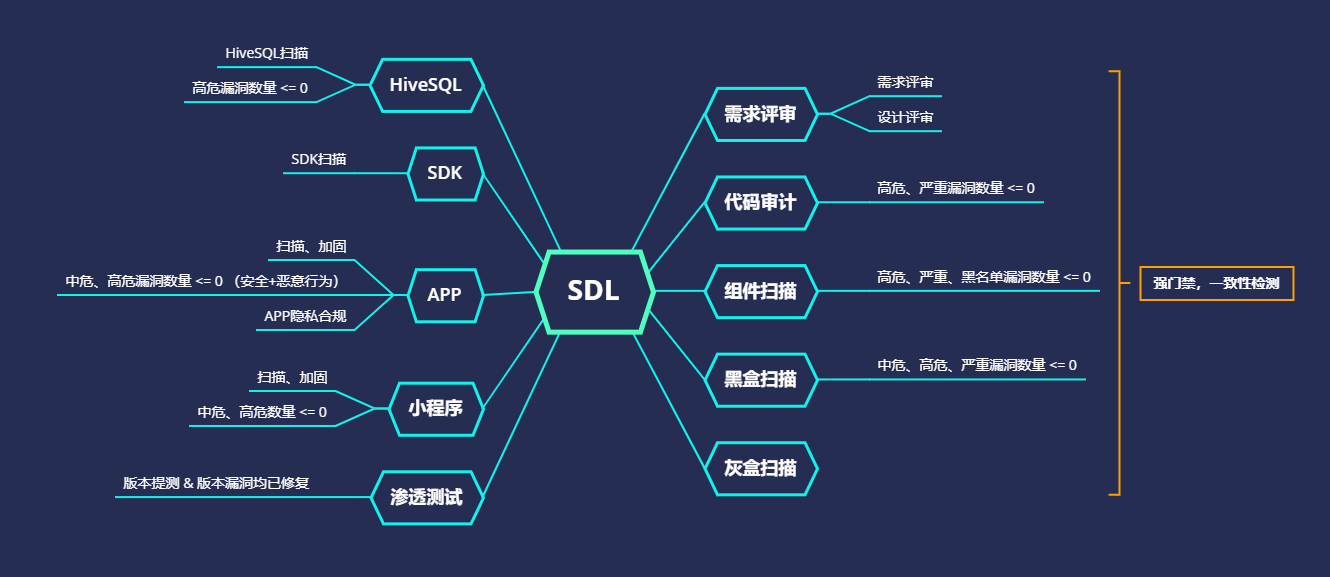 SDL
HiveSQL
HiveSQL扫描
高危漏洞数量 <= 0
SDK
SDK扫描
APP
扫描、加固
中危、高危漏洞数量 <= 0 （安全+恶意行为）
APP隐私合规
小程序
扫描、加固
中危、高危数量 <= 0
渗透测试
版本提测 & 版本漏洞均已修复
需求评审
需求评审
设计评审
代码审计
高危、严重漏洞数量 <= 0
组件扫描
高危、严重、黑名单漏洞数量 <= 0
黑盒扫描
中危、高危、严重漏洞数量 <= 0
灰盒扫描
强门禁，一致性检测